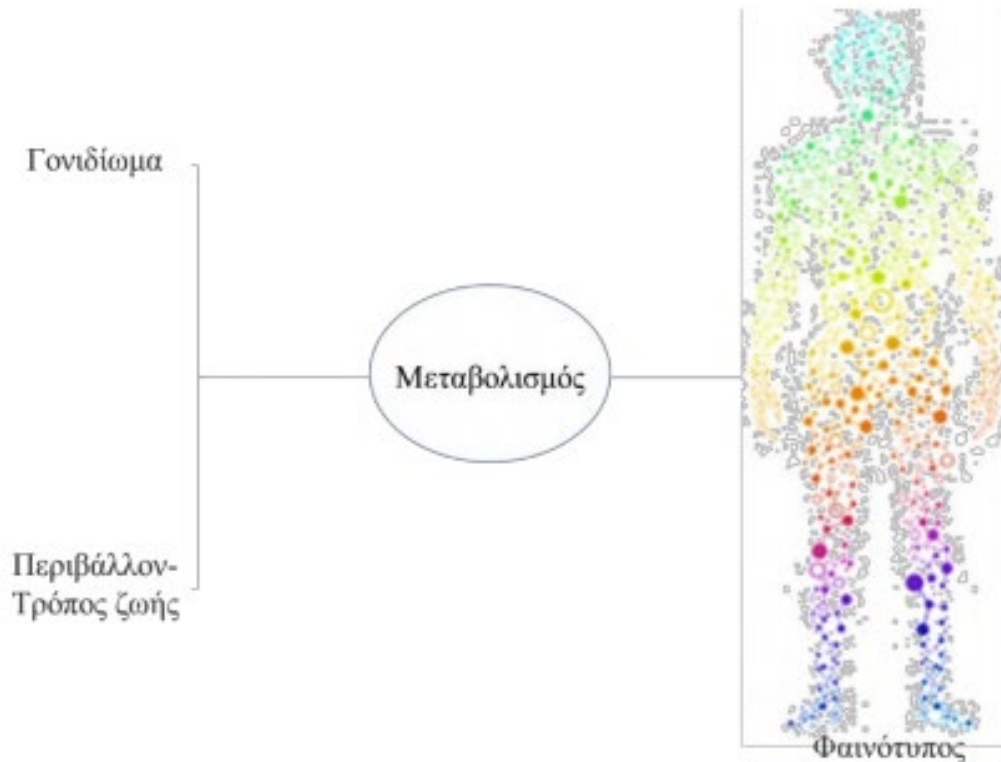 Γονιδίωμα
Μεταβολισμός
Περιβάλλον-
Τρόπος ζωής
Φαινότυπος